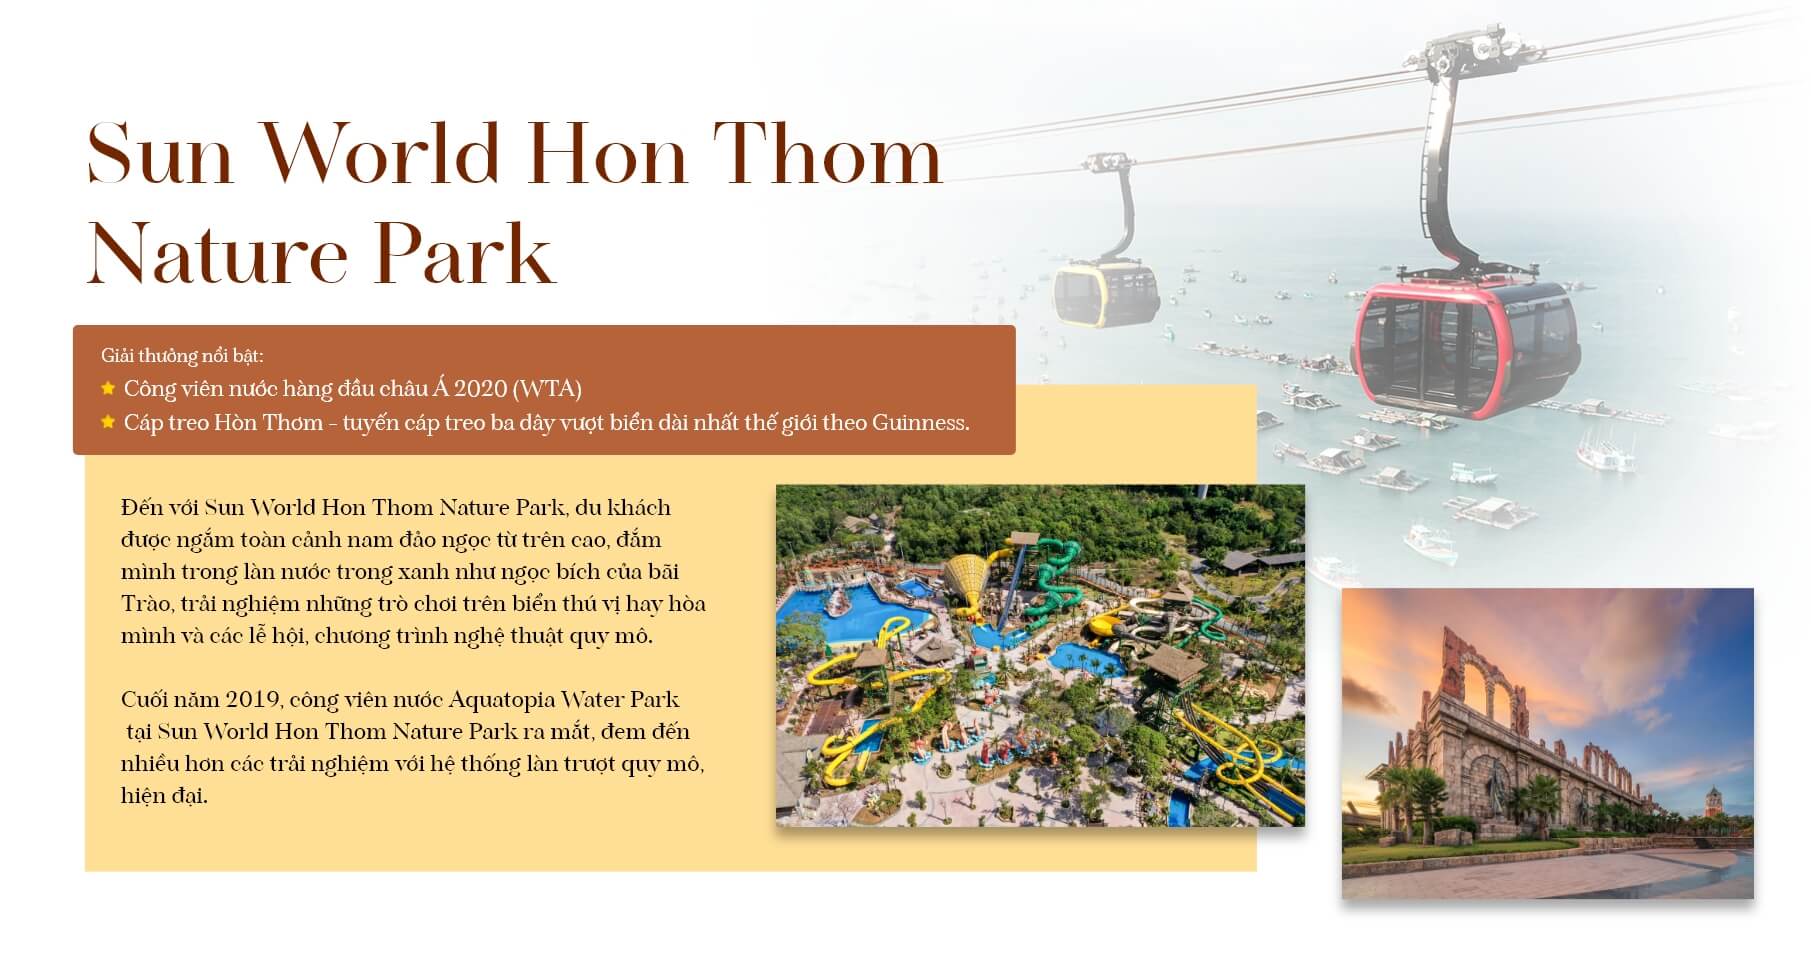 Sun World Hon Thom
Nature Park
Giải thưởng nổi bật:
Công viên nước hàng đầu châu Á 2020 (WTA)
Cáp treo Hòn Thơm - tuyến cáp treo ba dây vượt biển dài nhất thế giới theo Guinness.
Đến với Sun World Hon Thom Nature Park, du khách
được ngắm toàn cảnh nam đảo ngọc từ trên cao, đắm
mình trong làn nước trong xanh như ngọc bích của bãi
Trào, trải nghiệm những trò chơi trên biển thú vị hay hòa
mình và các lễ hội, chương trình nghệ thuật quy mô.
Cuối năm 2019, công viên nước Aquatopia Water Park
tại Sun World Hon Thom Nature Park ra mắt, đem đến
nhiều hơn các trải nghiệm với hệ thống làn trượt quy mô,
hiện đại.